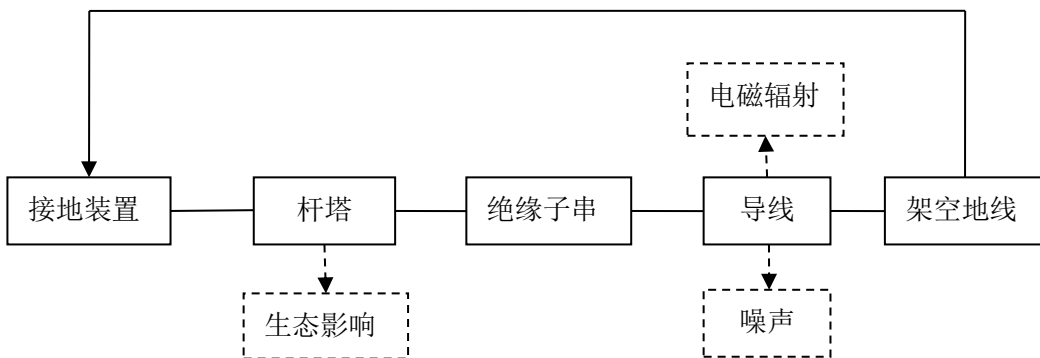 电磁辐射
接地装置
杆塔
绝缘子串
导线
架空地线
生态影响
噪声